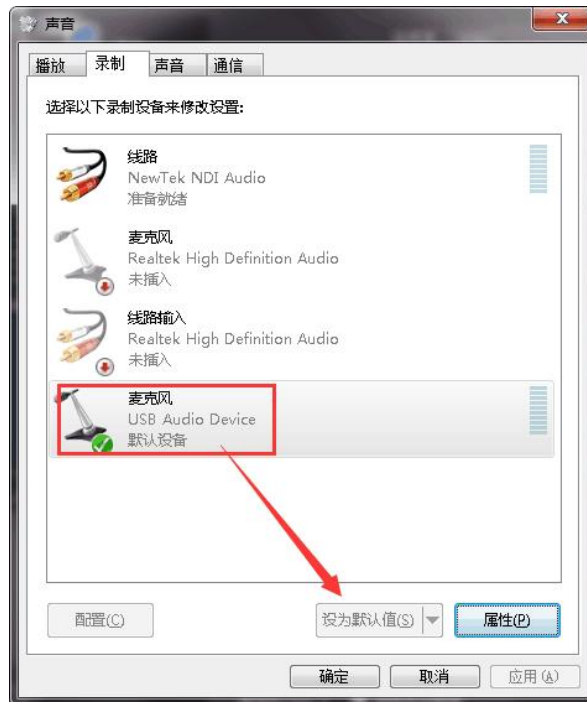 声音
播放 录制 声音 通信
选择以下录制设备来修改设置:
线路
NewTek NDI Audio
准备就绪
麦克风
Realtek High Definition Audio
未插入
线路输入
Realtek High Definition Audio
未插入
麦克风
USB Audio Device
默认设备
配置(C) 设为默认值(S) 属性(P)
确定 取消 应用(A)